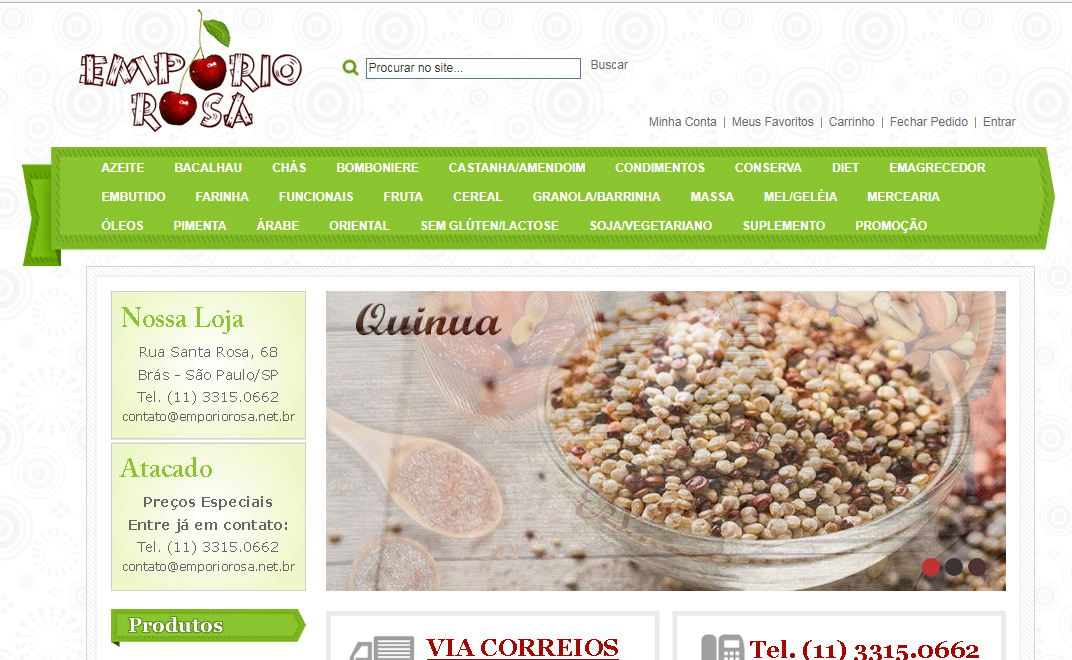 EMPORIO
ROSA
Procurar no site...
Buscar
Minha Conta | Meus Favoritos | Carrinho | Fechar Pedido | Entrar
AZEITE BACALHAU CHÁS BOMBONIERE CASTANHA/AMENDOIM CONDIMENTOS CONSERVA DIET EMAGRECEDOR
EMBUTIDO FARINHA FUNCIONAIS FRUTA CEREAL GRANOLA/BARRINHA MASSA MEL/GELÉIA MERCEARIA
ÓLEOS PIMENTA ÁRABE ORIENTAL SEM GLÚTEN/LACTOSE SOJA/VEGETARIANO SUPLEMENTO PROMOÇÃO
Nossa Loja
Rua Santa Rosa, 68
Brás - São Paulo/SP
Tel. (11) 3315.0662
contato@emporiorosa.net.br
Atacado
Preços Especiais
Entre já em contato:
Tel. (11) 3315.0662
contato@emporiorosa.net.br
Produtos
Quinua
VIA CORREIOS
Tel. (11) 3315.0662